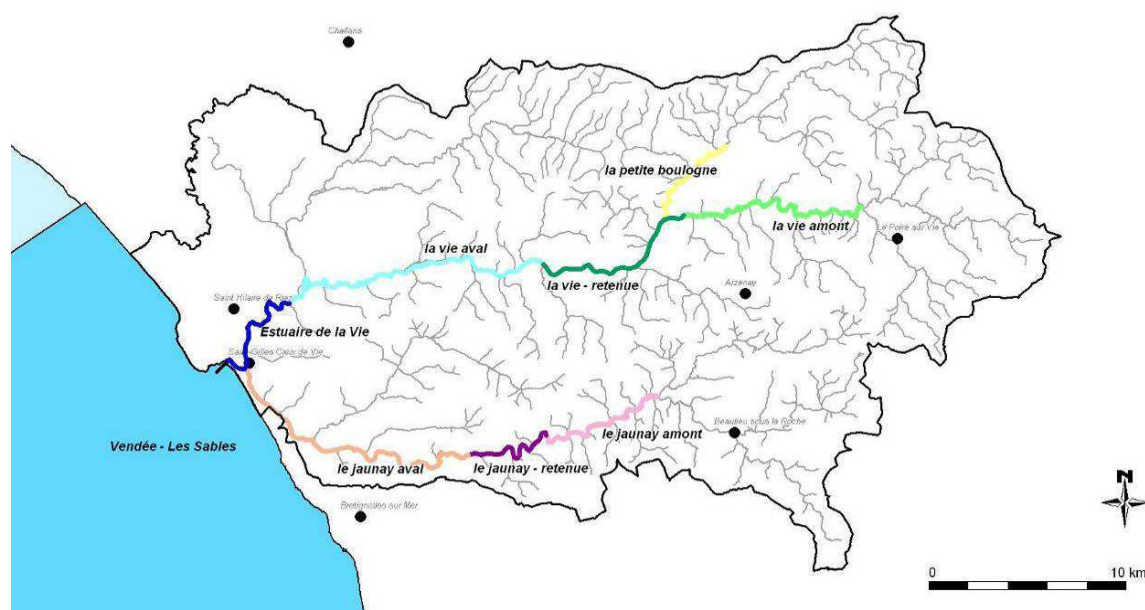 Challans
la petite boulogne
la vie amont
Le Poiré sur Vie
la vie aval
la vie - retenue
Aizenay
Saint Hilaire de Riez
Estuaire de la Vie
Saint Gilles Croix de Vie
le jaunay amont
Beaulieu sous la Roche
Vendée - Les Sables
le jaunay aval
le jaunay - retenue
Bretignolles sur Mer
N
0
10 km